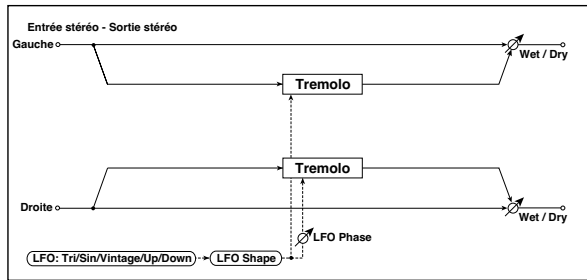 Entrée stéréo - Sortie stéréo
Gauche
Wet / Dry
Tremolo
Tremolo
Droite
Wet / Dry
LFO Phase
LFO: Tri/Sin/Vintage/Up/Down
LFO Shape